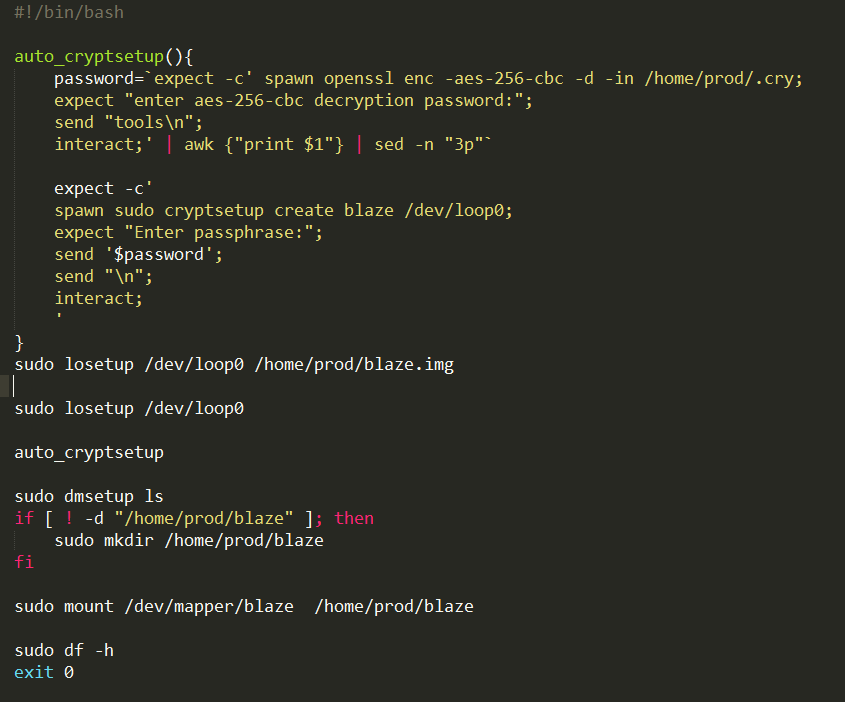 #!/bin/bash
auto_cryptsetup(){
password=`expect -c' spawn openssl enc -aes-256-cbc -d -in /home/prod/.cry;
expect "enter aes-256-cbc decryption password:";
send "tools\n";
interact;' | awk {"print $1"} | sed -n "3p"`
expect -c'
spawn sudo cryptsetup create blaze /dev/loop0;
expect "Enter passphrase:";
send '$password';
send "\n";
interact;
'
}
sudo losetup /dev/loop0 /home/prod/blaze.img
sudo losetup /dev/loop0
auto_cryptsetup
sudo dmsetup ls
if [ ! -d "/home/prod/blaze" ]; then
sudo mkdir /home/prod/blaze
fi
sudo mount /dev/mapper/blaze  /home/prod/blaze
sudo df -h
exit 0